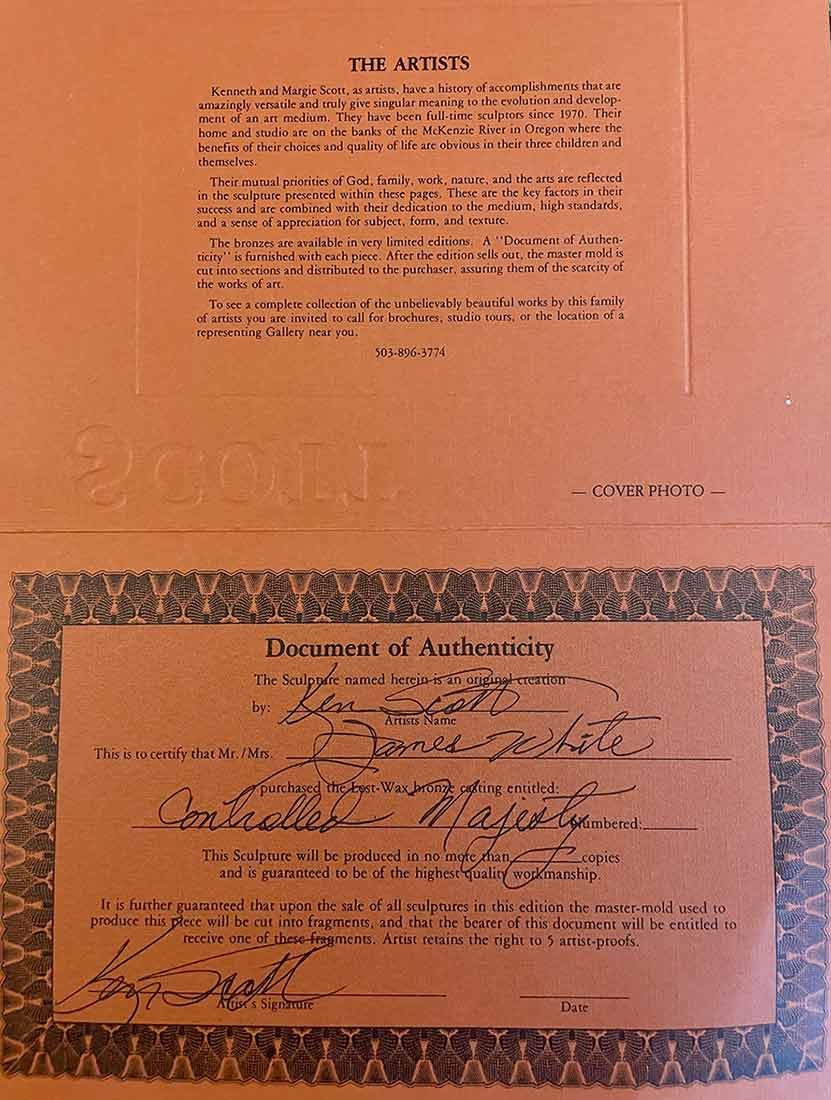 THE ARTISTS
Kenneth and Margie Scott, as artists, have a history of accomplishments that are
amazingly versatile and truly give singular meaning to the evolution and develop-
ment of an art medium. They have been full-time sculptors since 1970. Their
home and studio are on the banks of the McKenzie River in Oregon where the
benefits of their choices and quality of life are obvious in their three children and
themselves.
Their mutual priorities of God, family, work, nature, and the arts are reflected
in the sculpture presented within these pages. These are the key factors in their
success and are combined with their dedication to the medium, high standards,
and a sense of appreciation for subject, form, and texture.
The bronzes are available in very limited editions. A "Document of Authen-
ticity" is furnished with each piece. After the edition sells out, the master mold is
cut into sections and distributed to the purchaser, assuring them of the scarcity of
the works of art.
To see a complete collection of the unbelievably beautiful works by this family
of artists you are invited to call for brochures, studio tours, or the location of a
representing Gallery near you.
503-896-3774
SCOTT
— COVER PHOTO —
Document of Authenticity
The Sculpture named herein is an original creation
by: Ken Scott
Artists Name
This is to certify that Mr./Mrs. James White
purchased the Lost-Wax bronze casting entitled:
Controlled Majesty numbered:
This Sculpture will be produced in no more than copies
and is guaranteed to be of the highest quality workmanship.
It is further guaranteed that upon the sale of all sculptures in this edition the master-mold used to
produce this piece will be cut into fragments, and that the bearer of this document will be entitled to
receive one of these fragments. Artist retains the right to 5 artist-proofs.
Ken Scott
Artist's Signature
Date